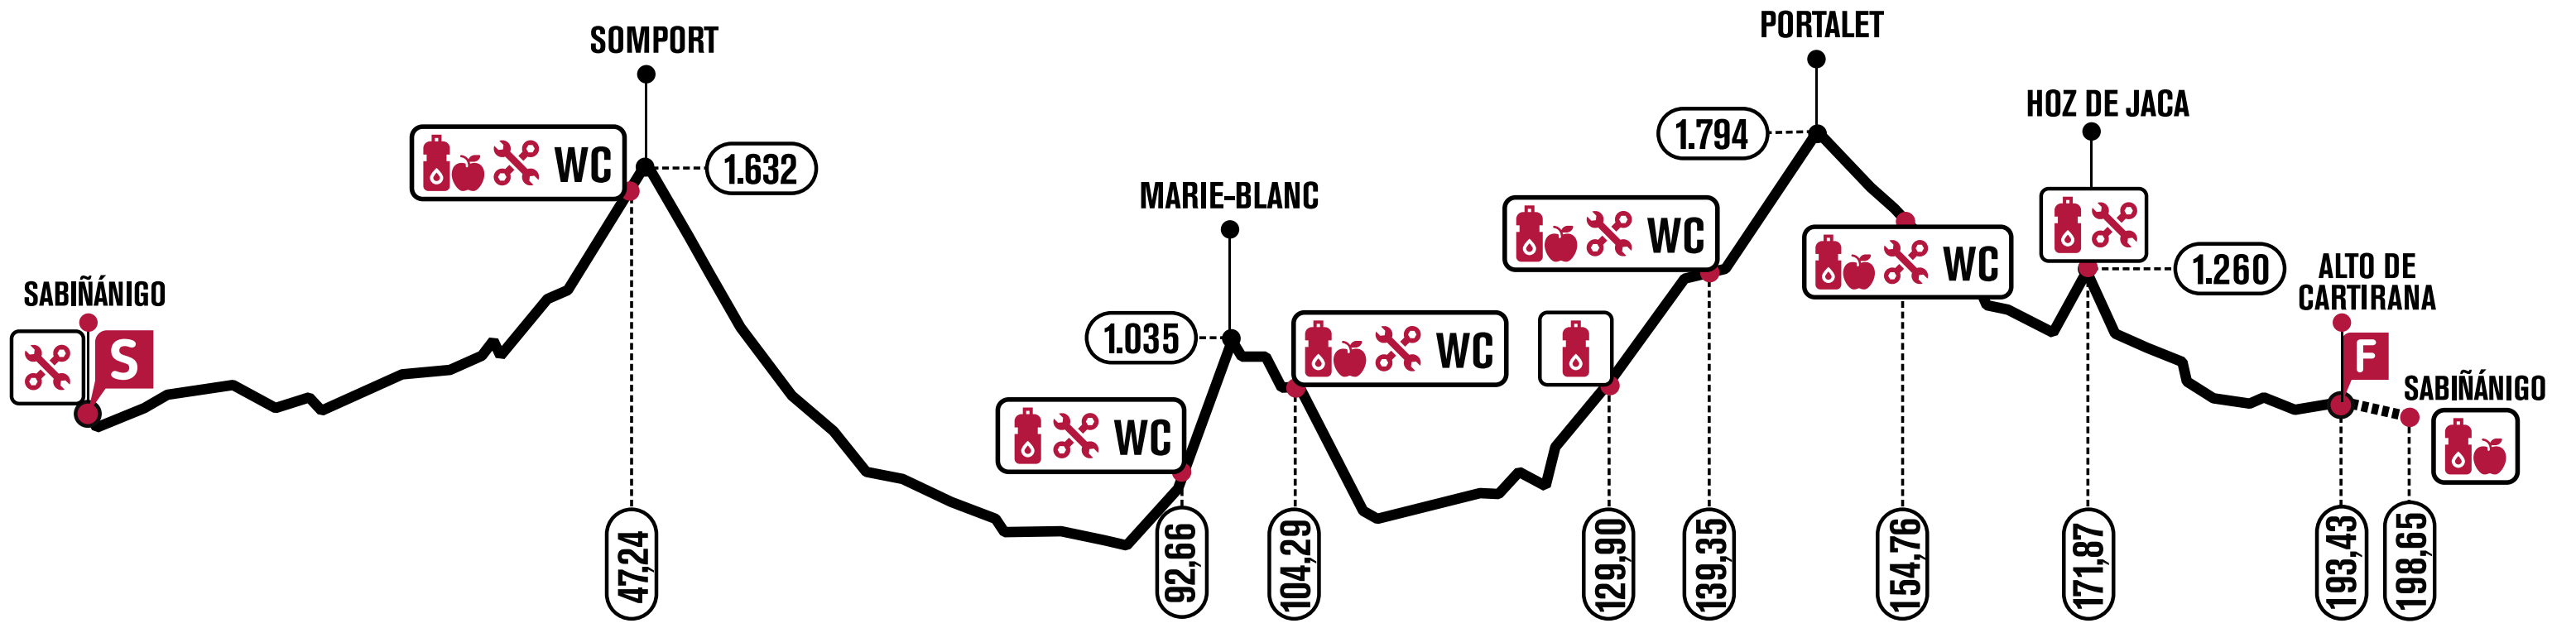 SABIÑÁNIGO
S
SOMPORT
WC
1.632
MARIE-BLANC
1.035
WC
WC
PORTALET
1.794
WC
WC
HOZ DE JACA
1.260
ALTO DE
CARTIRANA
F
SABIÑÁNIGO
47,24
92,66
104,29
129,90
139,35
154,76
171,87
193,43
198,65